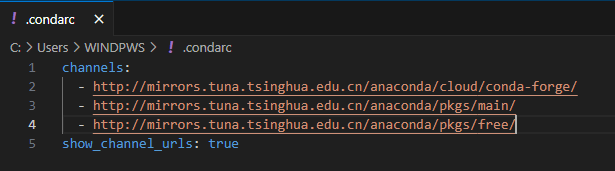 ! .condarc ×
C: > Users > WINDPWS > ! .condarc
1 channels:
2 - http://mirrors.tuna.tsinghua.edu.cn/anaconda/cloud/conda-forge/
3 - http://mirrors.tuna.tsinghua.edu.cn/anaconda/pkgs/main/
4 - http://mirrors.tuna.tsinghua.edu.cn/anaconda/pkgs/free/
5 show_channel_urls: true